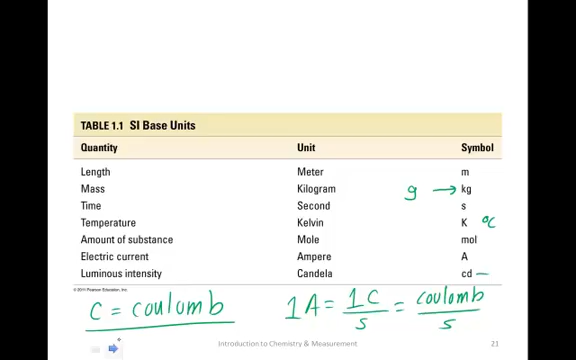 TABLE 1.1 SI Base Units
Quantity Unit Symbol
Length Meter m
Mass Kilogram g → kg
Time Second s
Temperature Kelvin K °C
Amount of substance Mole mol
Electric current Ampere A
Luminous intensity Candela cd
© 2011 Pearson Education, Inc.
C = coulomb 1A = 1C/s = coulomb/s
Introduction to Chemistry & Measurement 21